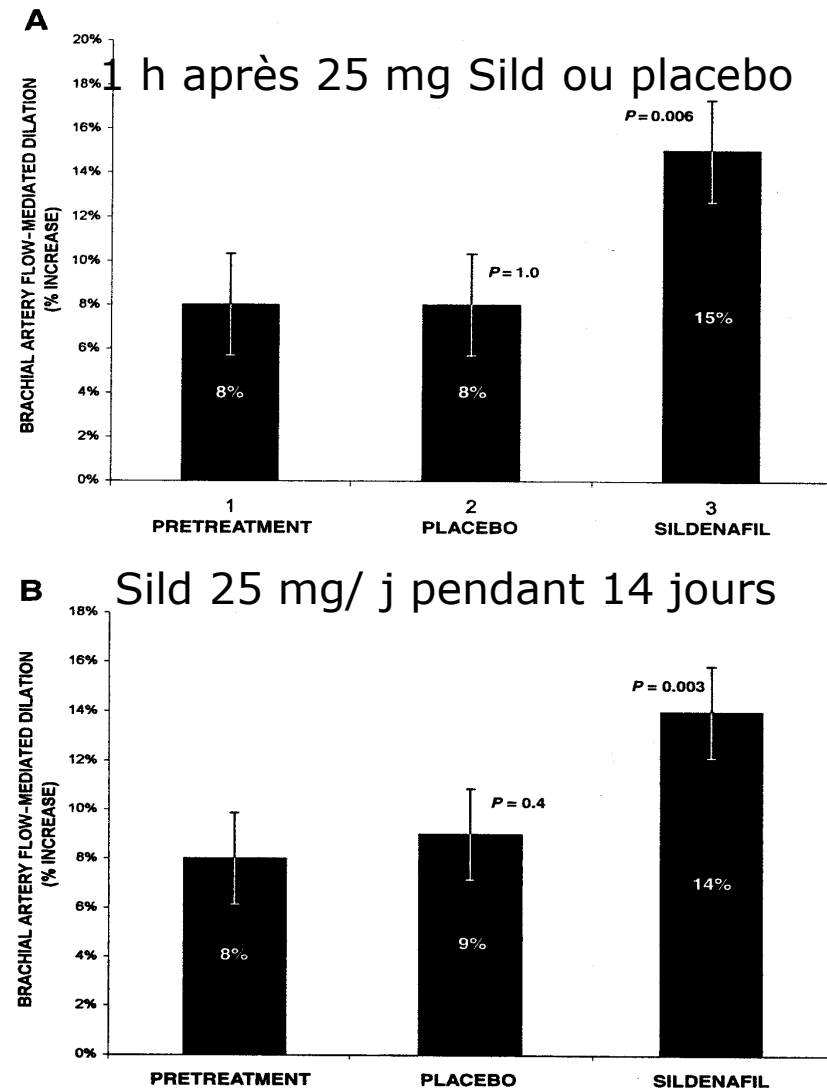 A
1 h après 25 mg Sild ou placebo
BRACHIAL ARTERY FLOW-MEDIATED DILATION
(% INCREASE)
20%
18%
16%
14%
12%
10%
8%
6%
4%
2%
0%
P=0.006
P=1.0
15%
8%
8%
1
2
3
PRETREATMENT
PLACEBO
SILDENAFIL
B
Sild 25 mg/ j pendant 14 jours
BRACHIAL ARTERY FLOW-MEDIATED DILATION
(% INCREASE)
18%
16%
14%
12%
10%
8%
6%
4%
2%
0%
P = 0.003
P = 0.4
14%
9%
8%
PRETREATMENT
PLACEBO
SILDENAFIL